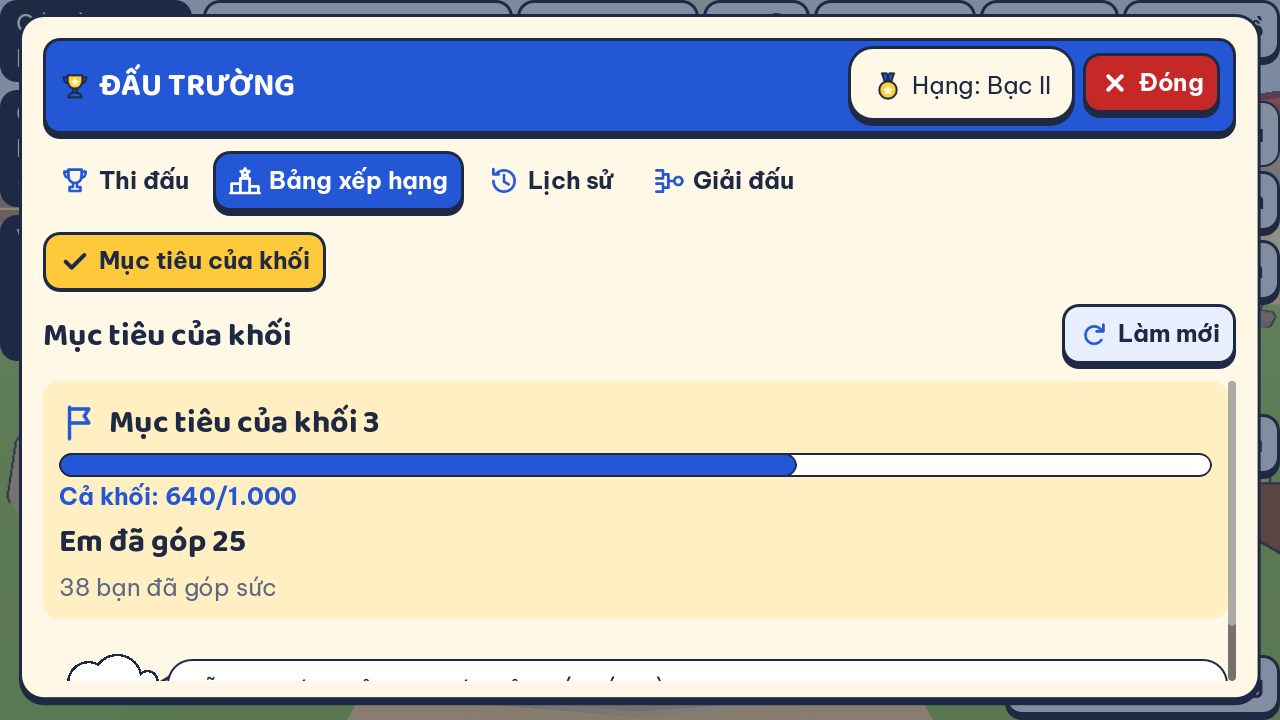 ĐẤU TRƯỜNG
Hạng: Bạc II
Đóng
Thi đấu
Bảng xếp hạng
Lịch sử
Giải đấu
Mục tiêu của khối
Mục tiêu của khối
Làm mới
Mục tiêu của khối 3
Cả khối: 640/1.000
Em đã góp 25
38 bạn đã góp sức